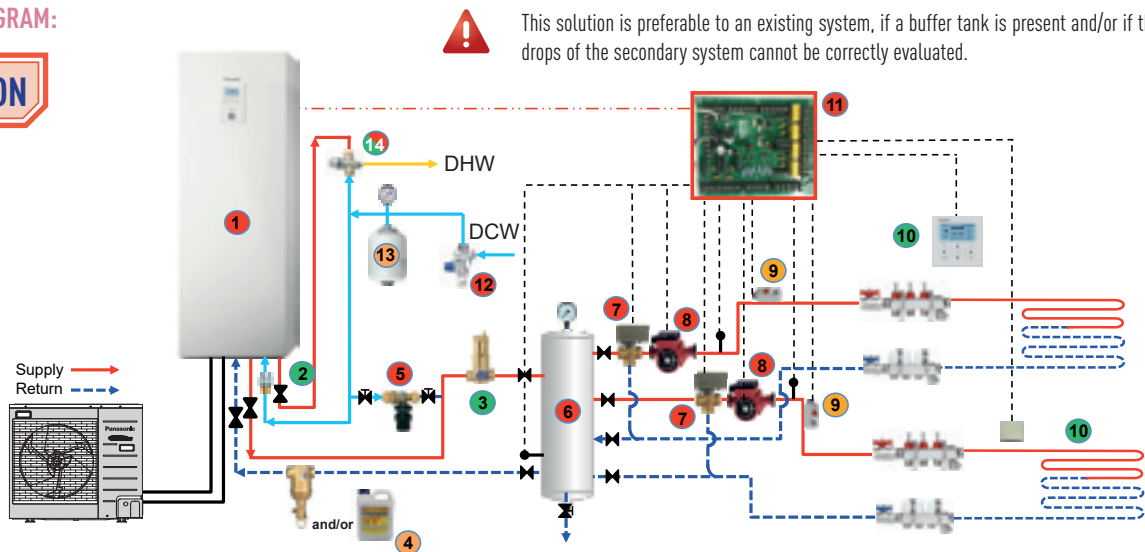 GRAM:
ON
This solution is preferable to an existing system, if a buffer tank is present and/or if t
drops of the secondary system cannot be correctly evaluated.
11
14
DHW
1
13
DCW
12
10
9
7
8
Supply
Return
2
5
3
6
8
7
9
10
Panasonic
and/or
4